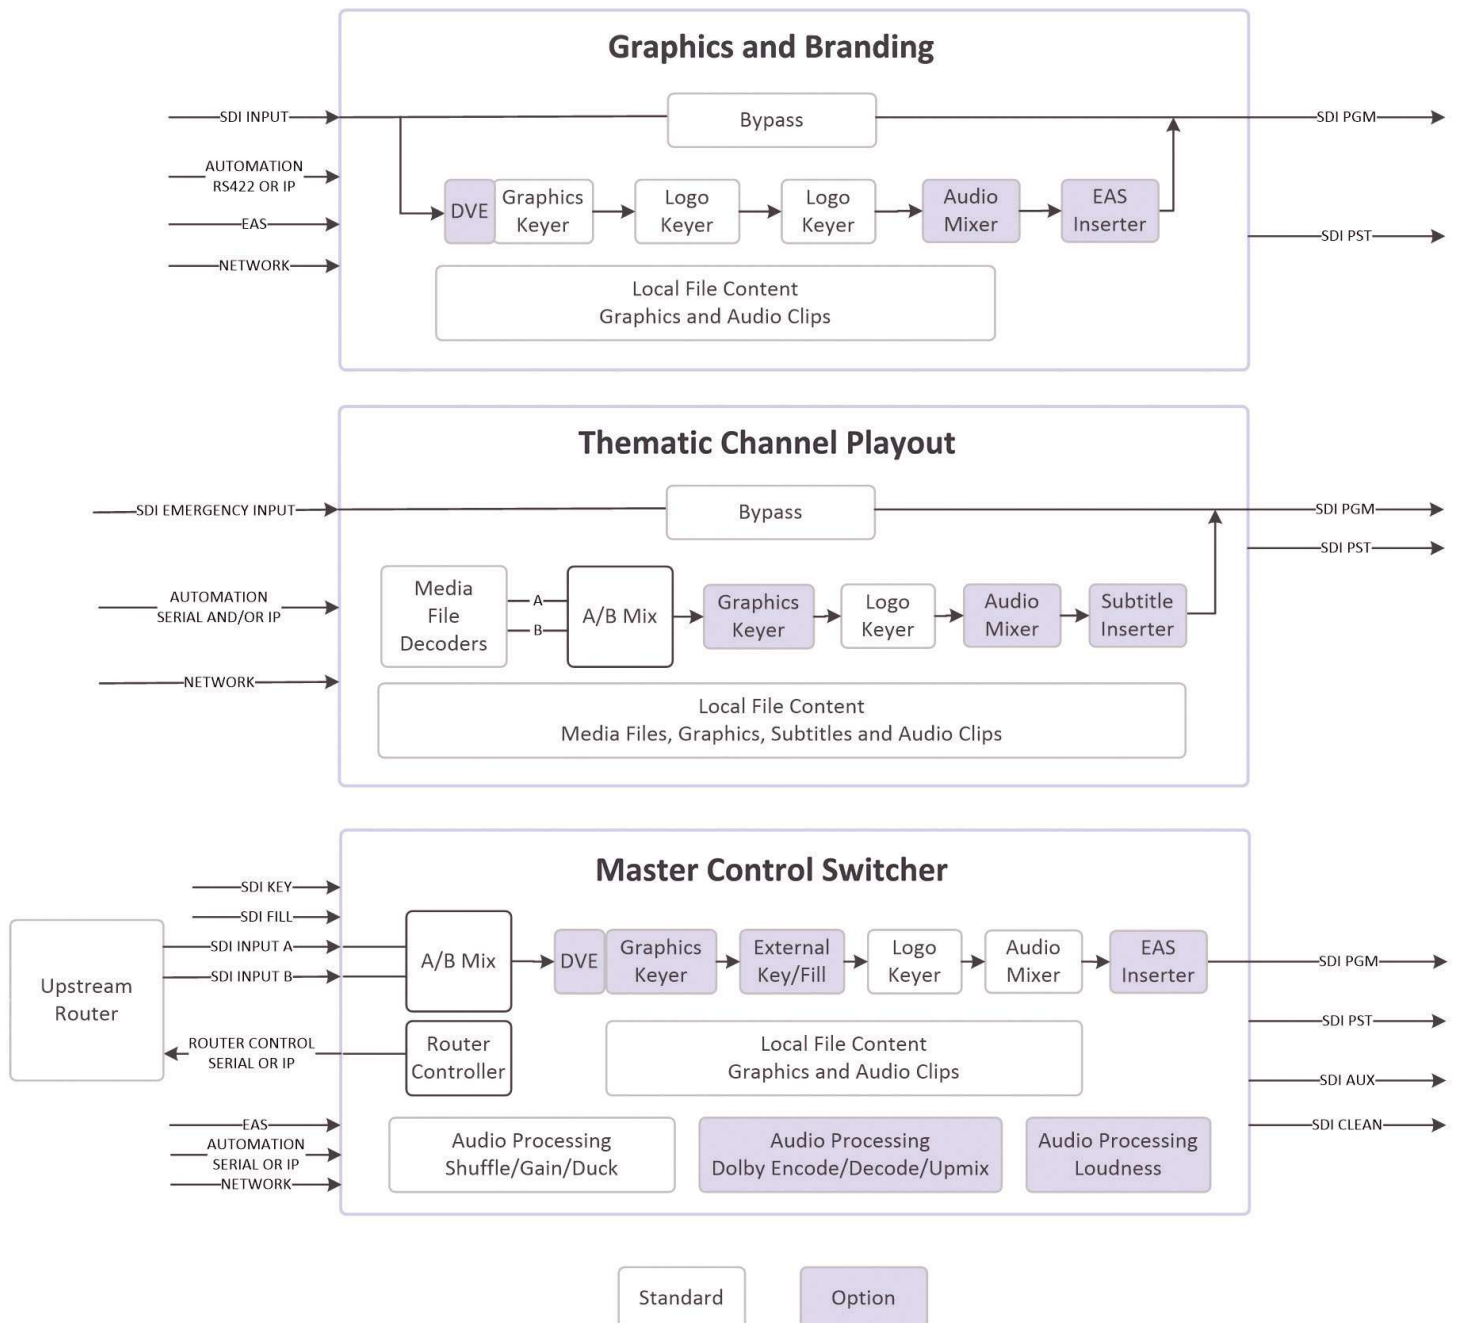 Graphics and Branding
SDI INPUT
Bypass
SDI PGM
AUTOMATION
RS422 OR IP
DVE
Graphics
Keyer
Logo
Keyer
Logo
Keyer
Audio
Mixer
EAS
Inserter
EAS
SDI PST
NETWORK
Local File Content
Graphics and Audio Clips
Thematic Channel Playout
SDI EMERGENCY INPUT
Bypass
SDI PGM
SDI PST
AUTOMATION
SERIAL AND/OR IP
Media
File
Decoders
A
B
A/B Mix
Graphics
Keyer
Logo
Keyer
Audio
Mixer
Subtitle
Inserter
NETWORK
Local File Content
Media Files, Graphics, Subtitles and Audio Clips
Master Control Switcher
SDI KEY
SDI FILL
SDI INPUT A
SDI INPUT B
Upstream
Router
A/B Mix
DVE
Graphics
Keyer
External
Key/Fill
Logo
Keyer
Audio
Mixer
EAS
Inserter
SDI PGM
SDI PST
ROUTER CONTROL
SERIAL OR IP
Router
Controller
Local File Content
Graphics and Audio Clips
SDI AUX
SDI CLEAN
EAS
AUTOMATION
SERIAL OR IP
NETWORK
Audio Processing
Shuffle/Gain/Duck
Audio Processing
Dolby Encode/Decode/Upmix
Audio Processing
Loudness
Standard
Option